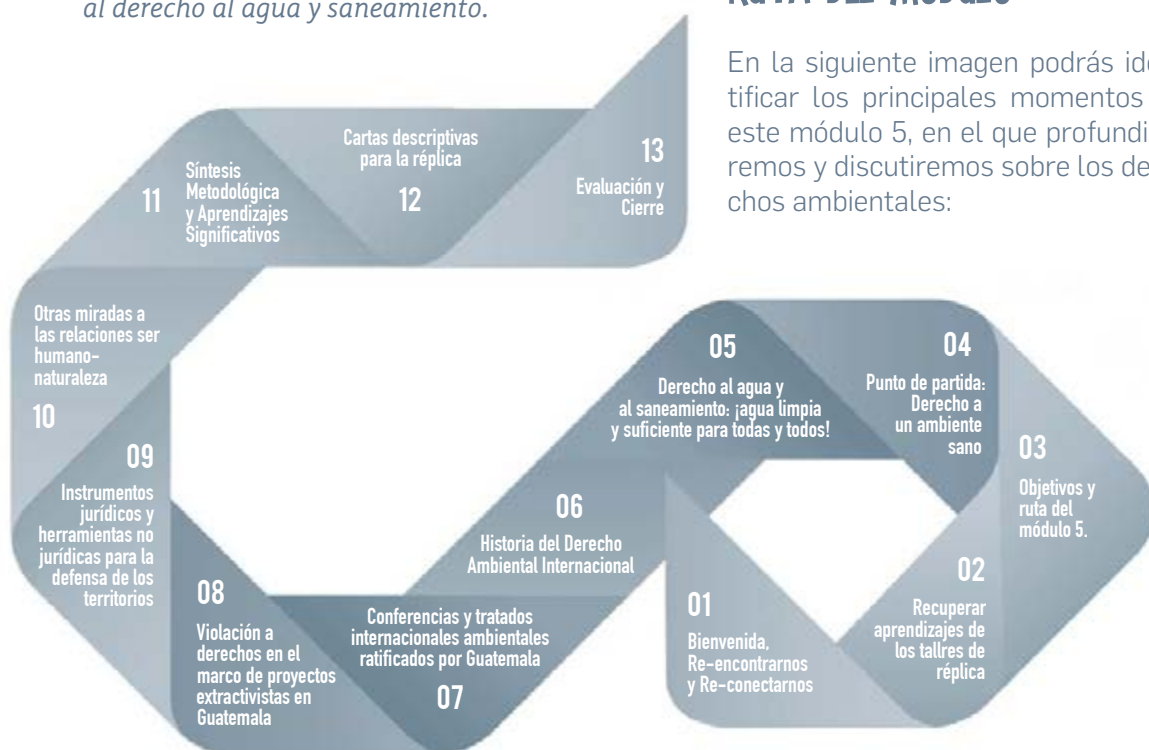 al derecho al agua y saneamiento.
RUTA DEL MÓDULO
En la siguiente imagen podrás
tificar los principales momentos
este módulo 5, en el que
remos y discutiremos sobre los
chos ambientales:
01
Bienvenida,
Re-encontrarnos
y Re-conectarnos
02
Recuperar
aprendizajes de
los tallres de
réplica
03
Objetivos y
ruta del
módulo 5.
04
Punto de partida:
Derecho a
un ambiente
sano
05
Derecho al agua y
al saneamiento: ¡agua limpia
y suficiente para todas y todos!
06
Historia del Derecho
Ambiental Internacional
Conferencias y tratados
internacionales ambientales
ratificados por Guatemala
07
08
Violación a
derechos en el
marco de proyectos
extractivistas en
Guatemala
09
Instrumentos
jurídicos y
herramientas no
jurídicas para la
defensa de los
territorios
Otras miradas a
las relaciones ser
humano-
naturaleza
10
11
Síntesis
Metodológica
y Aprendizajes
Significativos
Cartas descriptivas
para la réplica
12
13
Evaluación y
Cierre